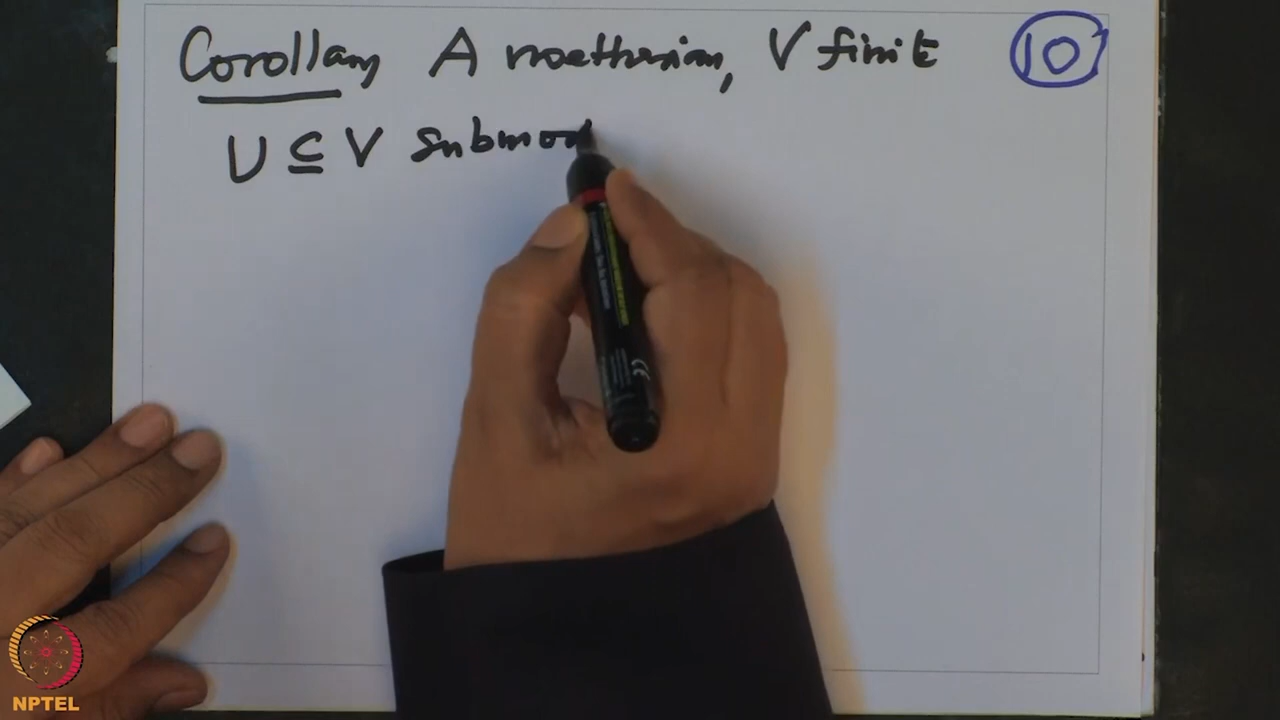 Corollary A noetherian, V finite 10
U ⊆ V submod
NPTEL